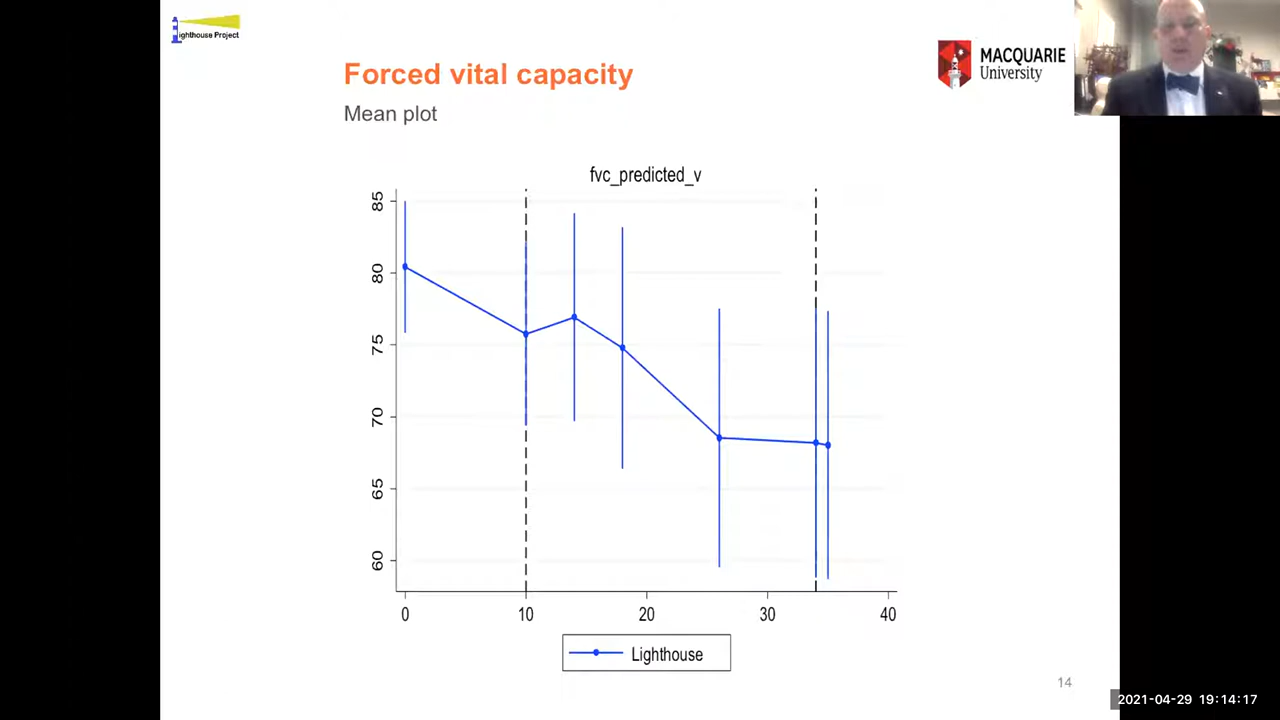 ighthouse Project
MACQUARIE
University
Forced vital capacity
Mean plot
fvc_predicted_v
85
80
75
70
65
60
0 10 20 30 40
Lighthouse
14
2021-04-29 19:14:17